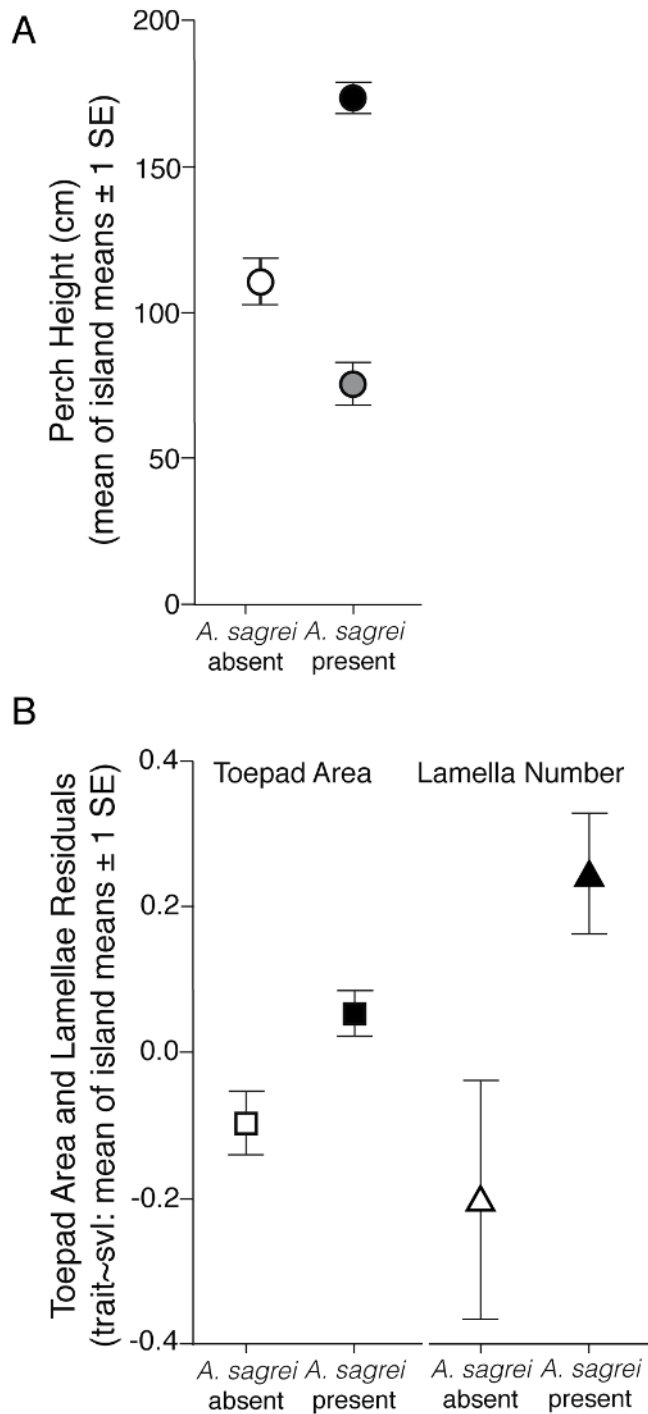 A
Perch Height (cm)
(mean of island means ± 1 SE)
200
150
100
50
0
A. sagrei A. sagrei
absent present
B
Toepad Area and Lamellae Residuals
(trait~svl: mean of island means ± 1 SE)
0.4
0.2
0.0
-0.2
-0.4
Toepad Area Lamella Number
A. sagrei A. sagrei A. sagrei A. sagrei
absent present absent present